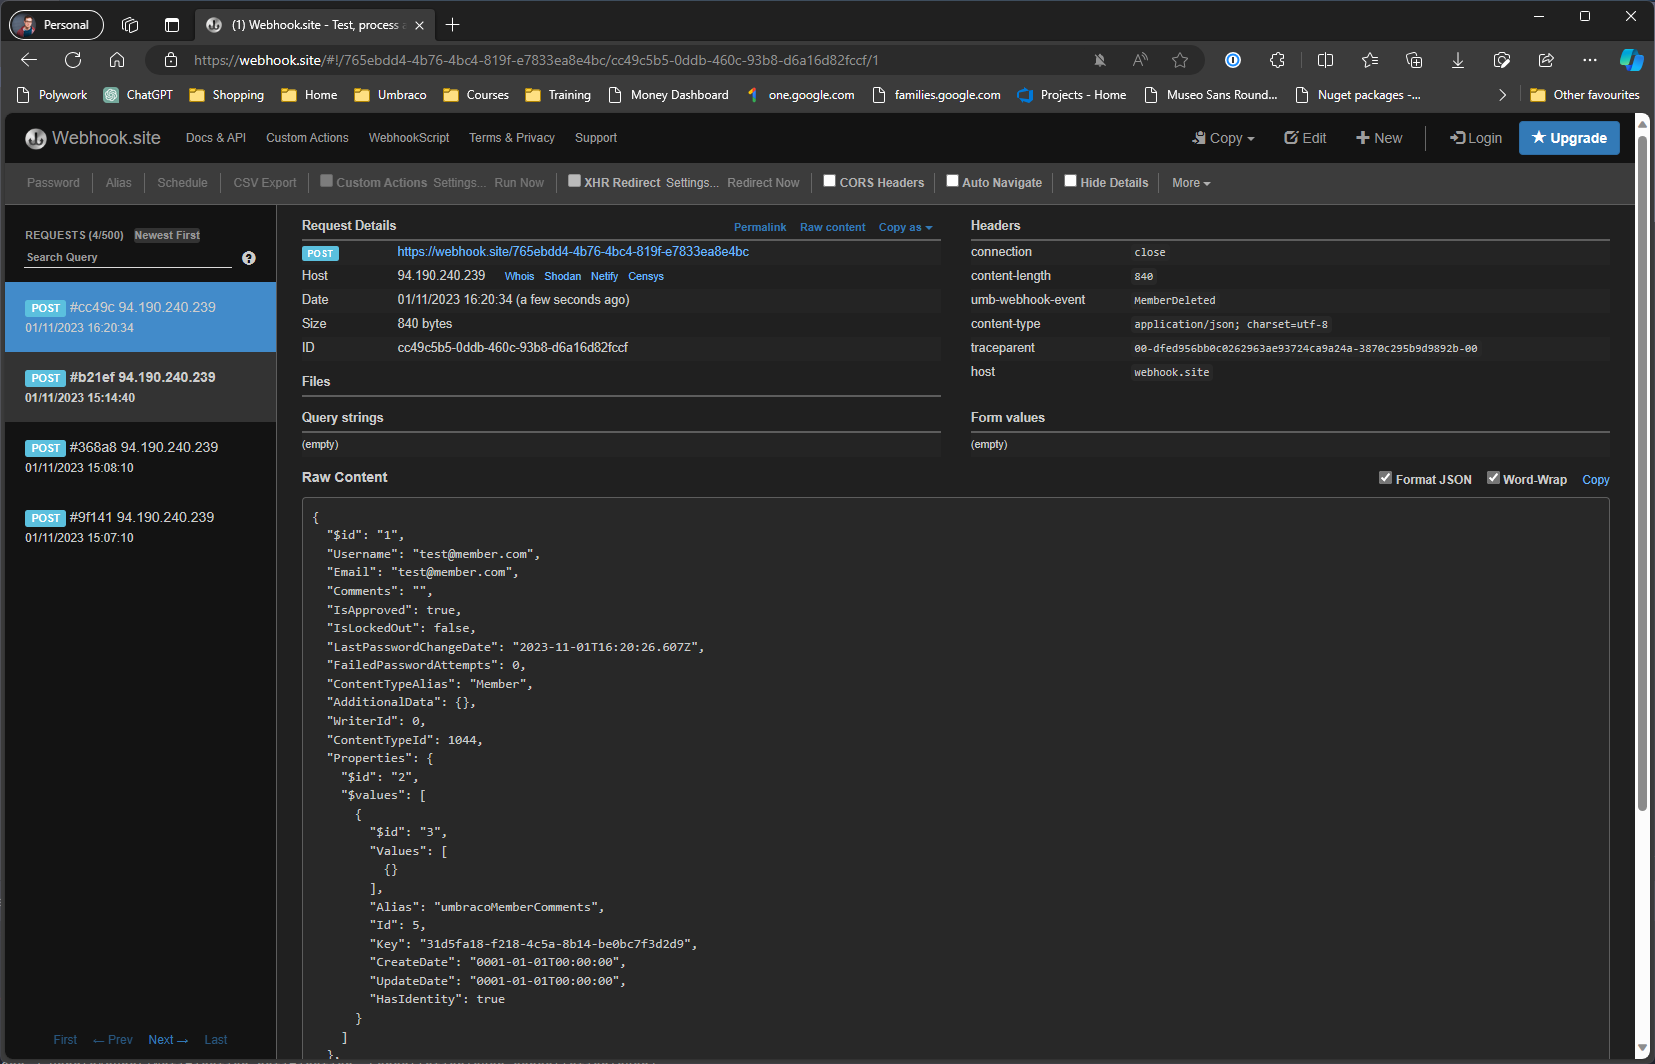 Personal
(1) Webhook.site - Test, process
https://webhook.site/#!/765ebdd4-4b76-4bc4-819f-e7833ea8e4bc/cc49c5b5-0ddb-460c-93b8-d6a16d82fccf/1
Polywork ChatGPT Shopping Home Umbraco Courses Training Money Dashboard one.google.com families.google.com Projects - Home Museo Sans Round... Nuget packages -... Other favourites
Webhook.site Docs & API Custom Actions WebhookScript Terms & Privacy Support Copy Edit New Login Upgrade
Password Alias Schedule CSV Export Custom Actions Settings... Run Now XHR Redirect Settings... Redirect Now CORS Headers Auto Navigate Hide Details More
REQUESTS (4/500) Newest First
Search Query
POST #cc49c 94.190.240.239
01/11/2023 16:20:34
POST #b21ef 94.190.240.239
01/11/2023 15:14:40
POST #368a8 94.190.240.239
01/11/2023 15:08:10
POST #9f141 94.190.240.239
01/11/2023 15:07:10
First ← Prev Next → Last
Request Details Permalink Raw content Copy as
POST https://webhook.site/765ebdd4-4b76-4bc4-819f-e7833ea8e4bc
Host 94.190.240.239 Whois Shodan Netify Censys
Date 01/11/2023 16:20:34 (a few seconds ago)
Size 840 bytes
ID cc49c5b5-0ddb-460c-93b8-d6a16d82fccf
Files
Query strings
(empty)
Headers
connection close
content-length 840
umb-webhook-event MemberDeleted
content-type application/json; charset=utf-8
traceparent 00-dfed956bb0c0262963ae93724ca9a24a-3870c295b9d9892b-00
host webhook.site
Form values
(empty)
Raw Content Format JSON Word-Wrap Copy
{
"$id": "1",
"Username": "test@member.com",
"Email": "test@member.com",
"Comments": "",
"IsApproved": true,
"IsLockedOut": false,
"LastPasswordChangeDate": "2023-11-01T16:20:26.607Z",
"FailedPasswordAttempts": 0,
"ContentTypeAlias": "Member",
"AdditionalData": {},
"WriterId": 0,
"ContentTypeId": 1044,
"Properties": {
"$id": "2",
"$values": [
{
"$id": "3",
"Values": [
{}
],
"Alias": "umbracoMemberComments",
"Id": 5,
"Key": "31d5fa18-f218-4c5a-8b14-be0bc7f3d2d9",
"CreateDate": "0001-01-01T00:00:00",
"UpdateDate": "0001-01-01T00:00:00",
"HasIdentity": true
}
]
},